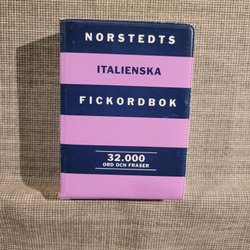 NORSTEDTS
ITALIENSKA
FICKORDBOK
32.000
ORD OCH FRASER